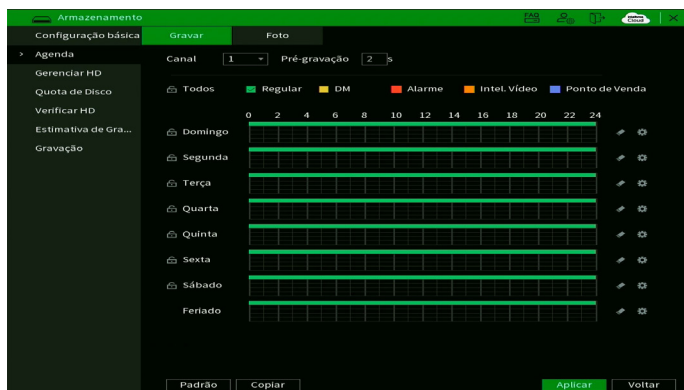 Armazenamento
FAQ
intelbras Cloud
Configuração básica
Gravar
Foto
> Agenda
Gerenciar HD
Quota de Disco
Verificar HD
Estimativa de Gra...
Gravação
Canal 1 Pré-gravação 2 s
Todos Regular DM Alarme Intel. Vídeo Ponto de Venda
0 2 4 6 8 10 12 14 16 18 20 22 24
Domingo
Segunda
Terça
Quarta
Quinta
Sexta
Sábado
Feriado
Padrão Copiar Aplicar Voltar